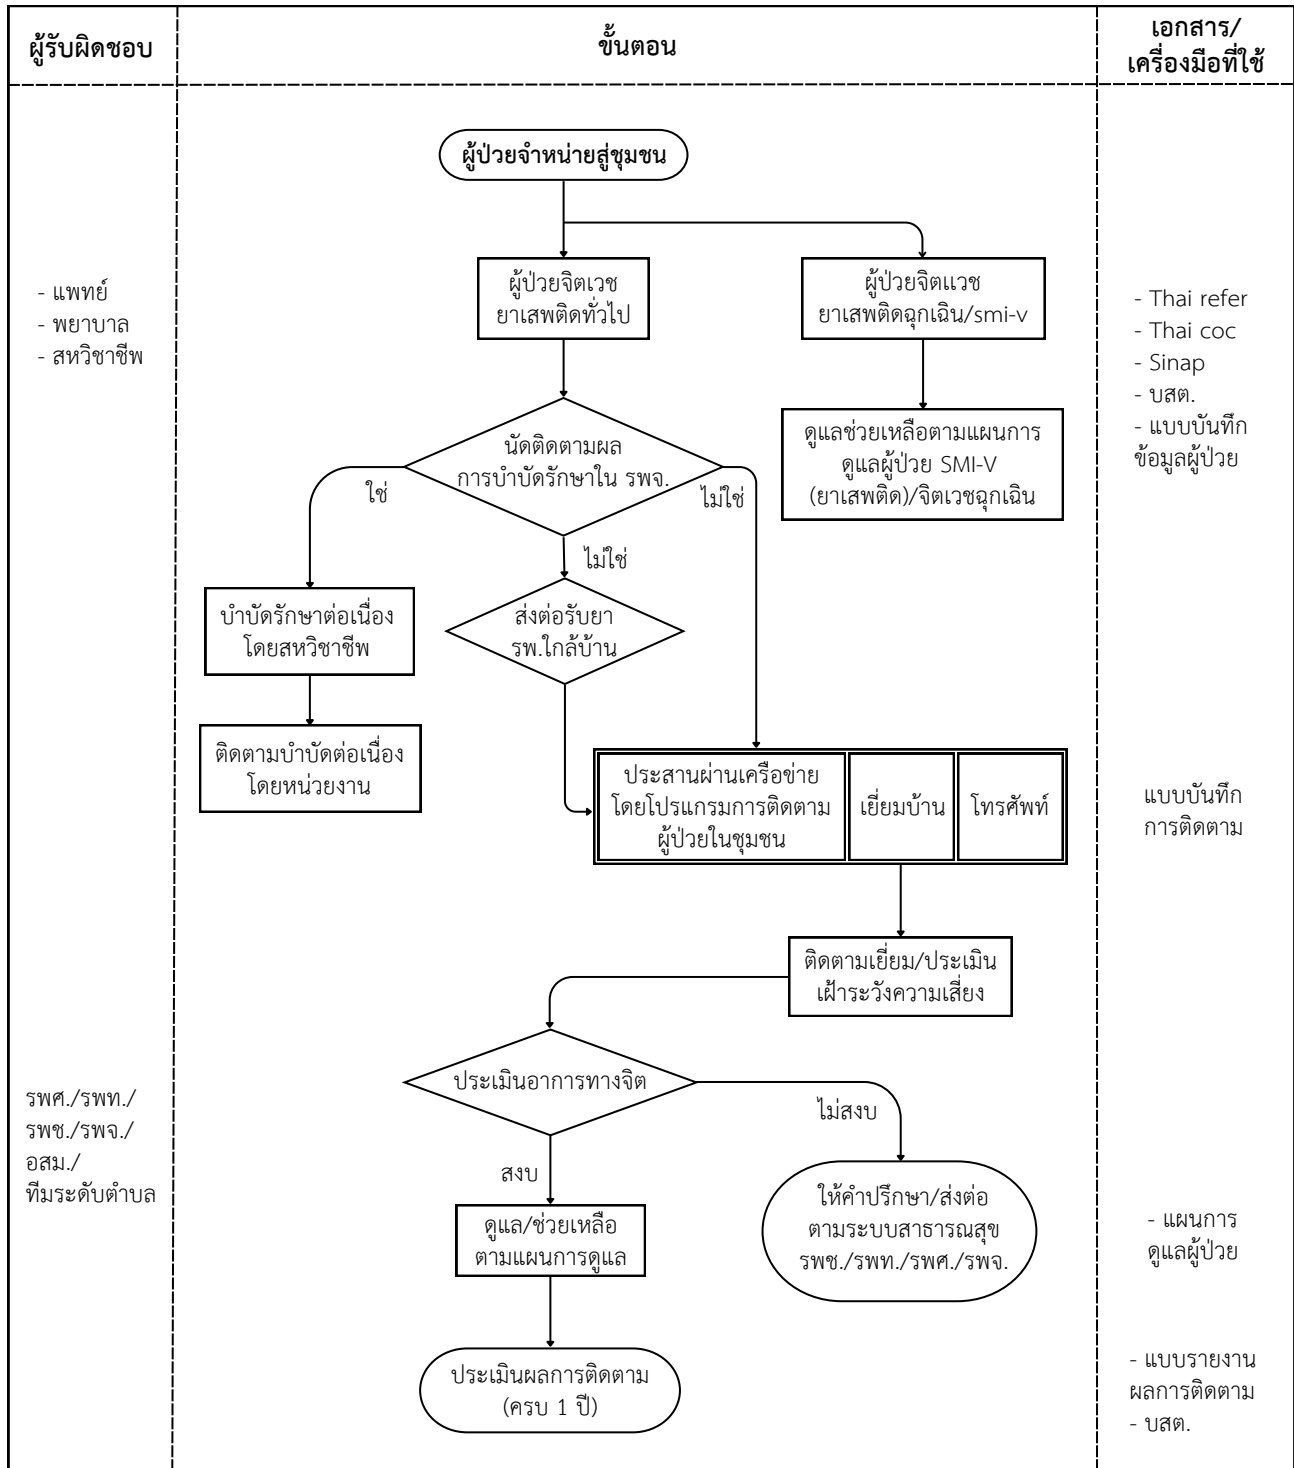 ผู้รับผิดชอบ
ขั้นตอน
เอกสาร/
เครื่องมือที่ใช้
ผู้ป่วยจำหน่ายสู่ชุมชน
- แพทย์
- พยาบาล
- สหวิชาชีพ
ผู้ป่วยจิตเวช
ยาเสพติดทั่วไป
ผู้ป่วยจิตแวช
ยาเสพติดฉุกเฉิน/smi-v
- Thai refer
- Thai coc
- Sinap
- บสต.
- แบบบันทึก
ข้อมูลผู้ป่วย
นัดติดตามผล
การบำบัดรักษาใน รพจ.
ดูแลช่วยเหลือตามแผนการ
ดูแลผู้ป่วย SMI-V
(ยาเสพติด)/จิตเวชฉุกเฉิน
ใช่
ไม่ใช่
ไม่ใช่
บำบัดรักษาต่อเนื่อง
โดยสหวิชาชีพ
ส่งต่อรับยา
รพ.ใกล้บ้าน
ติดตามบำบัดต่อเนื่อง
โดยหน่วยงาน
ประสานผ่านเครือข่าย
โดยโปรแกรมการติดตาม
ผู้ป่วยในชุมชน
เยี่ยมบ้าน
โทรศัพท์
แบบบันทึก
การติดตาม
ติดตามเยี่ยม/ประเมิน
เฝ้าระวังความเสี่ยง
ประเมินอาการทางจิต
รพศ./รพท./
รพช./รพจ./
อสม./
ทีมระดับตำบล
ไม่สงบ
สงบ
ดูแล/ช่วยเหลือ
ตามแผนการดูแล
ให้คำปรึกษา/ส่งต่อ
ตามระบบสาธารณสุข
รพช./รพท./รพศ./รพจ.
- แผนการ
ดูแลผู้ป่วย
ประเมินผลการติดตาม
(ครบ 1 ปี)
- แบบรายงาน
ผลการติดตาม
- บสต.